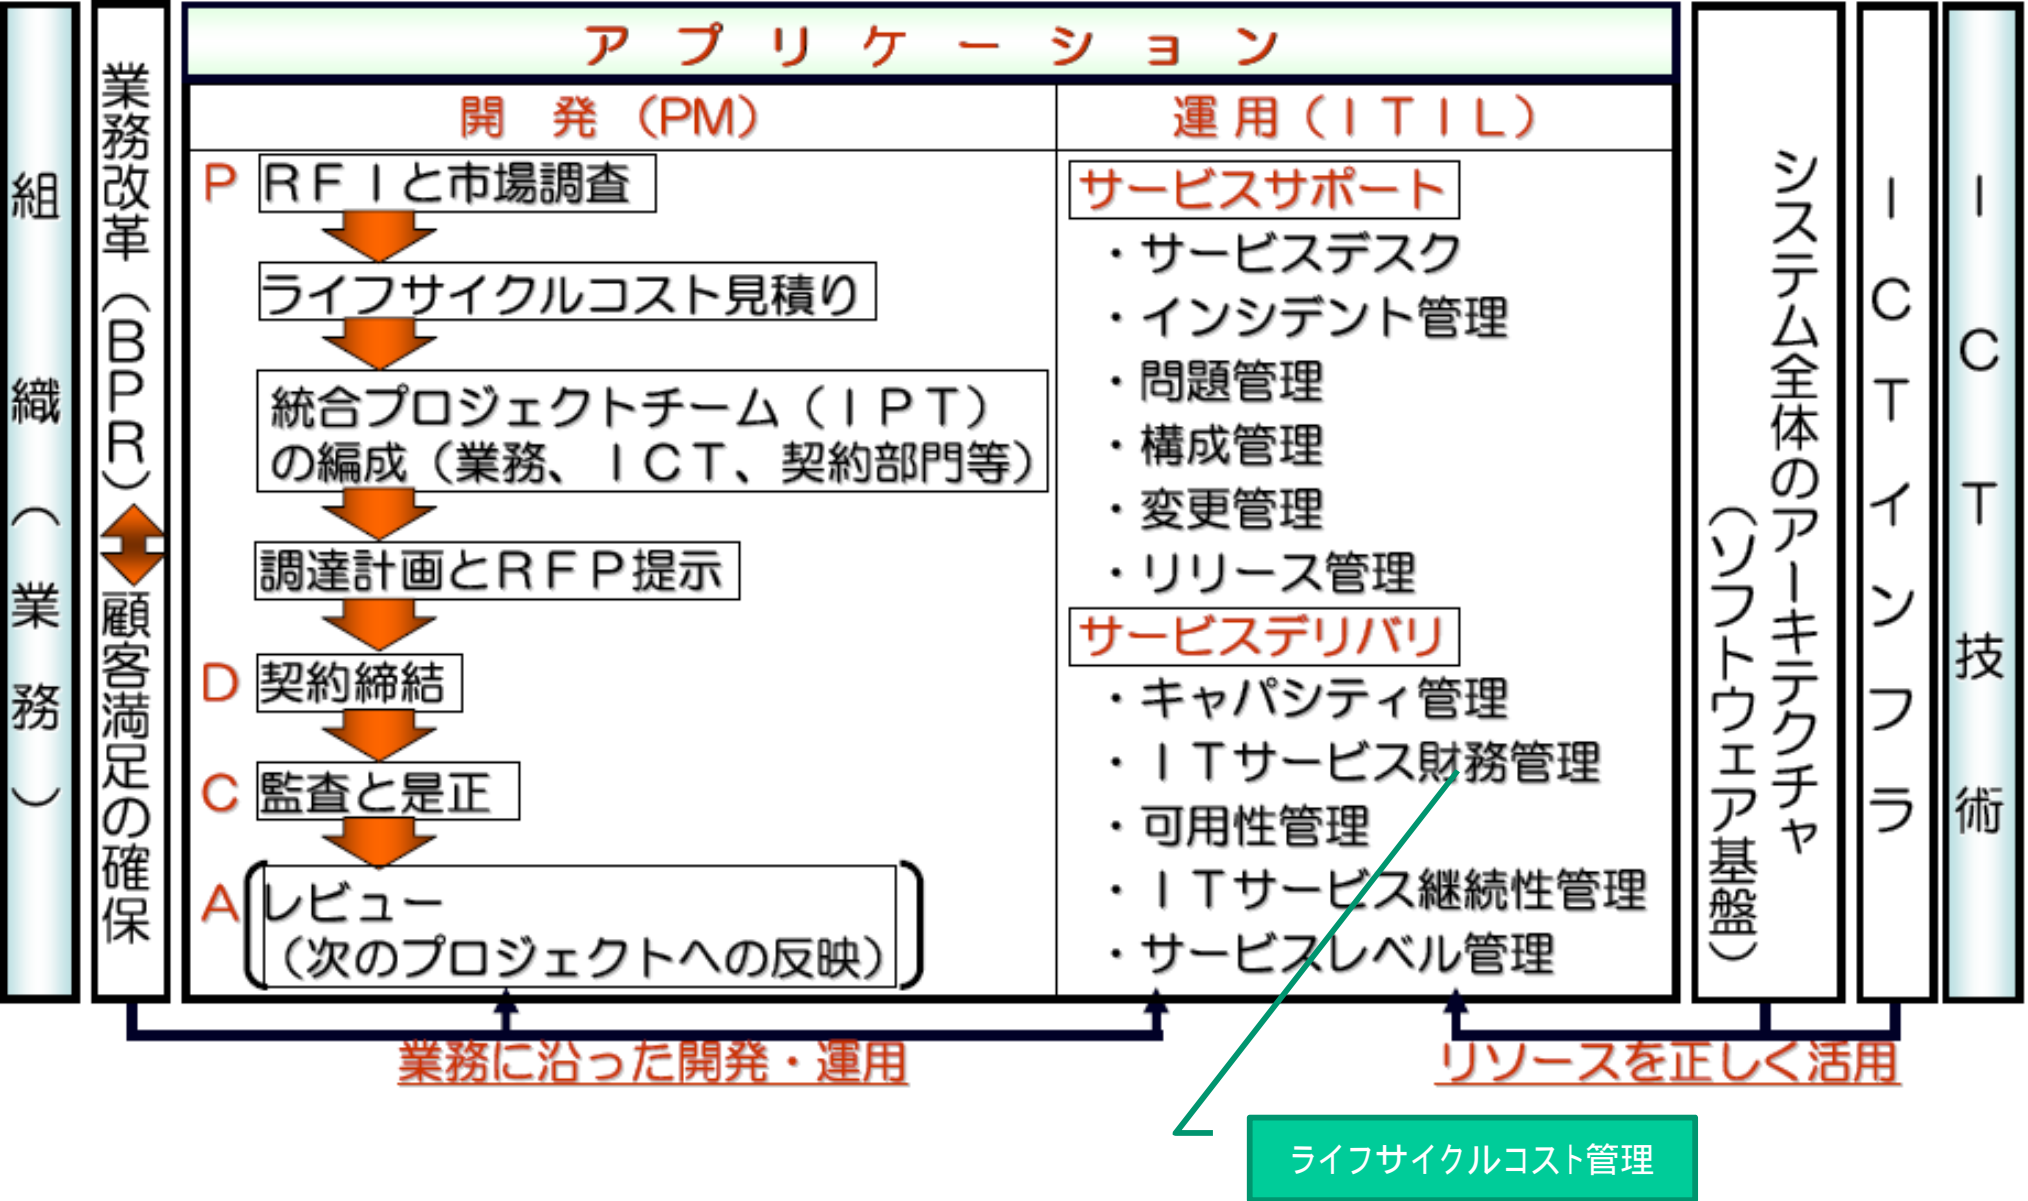 組織（業務）
業務改革（BPR）
顧客満足の確保
アプリケーション
開　発（PM）
P
RFIと市場調査
ライフサイクルコスト見積り
統合プロジェクトチーム（IPT）
の編成（業務、ICT、契約部門等）
調達計画とRFP提示
D
契約締結
C
監査と是正
A
レビュー
（次のプロジェクトへの反映）
運用（ITIL）
サービスサポート
・サービスデスク
・インシデント管理
・問題管理
・構成管理
・変更管理
・リリース管理
サービスデリバリ
・キャパシティ管理
・ITサービス財務管理
・可用性管理
・ITサービス継続性管理
・サービスレベル管理
システム全体のアーキテクチャ
（ソフトウェア基盤）
ICTインフラ
ICT技術
業務に沿った開発・運用
リソースを正しく活用
ライフサイクルコスト管理